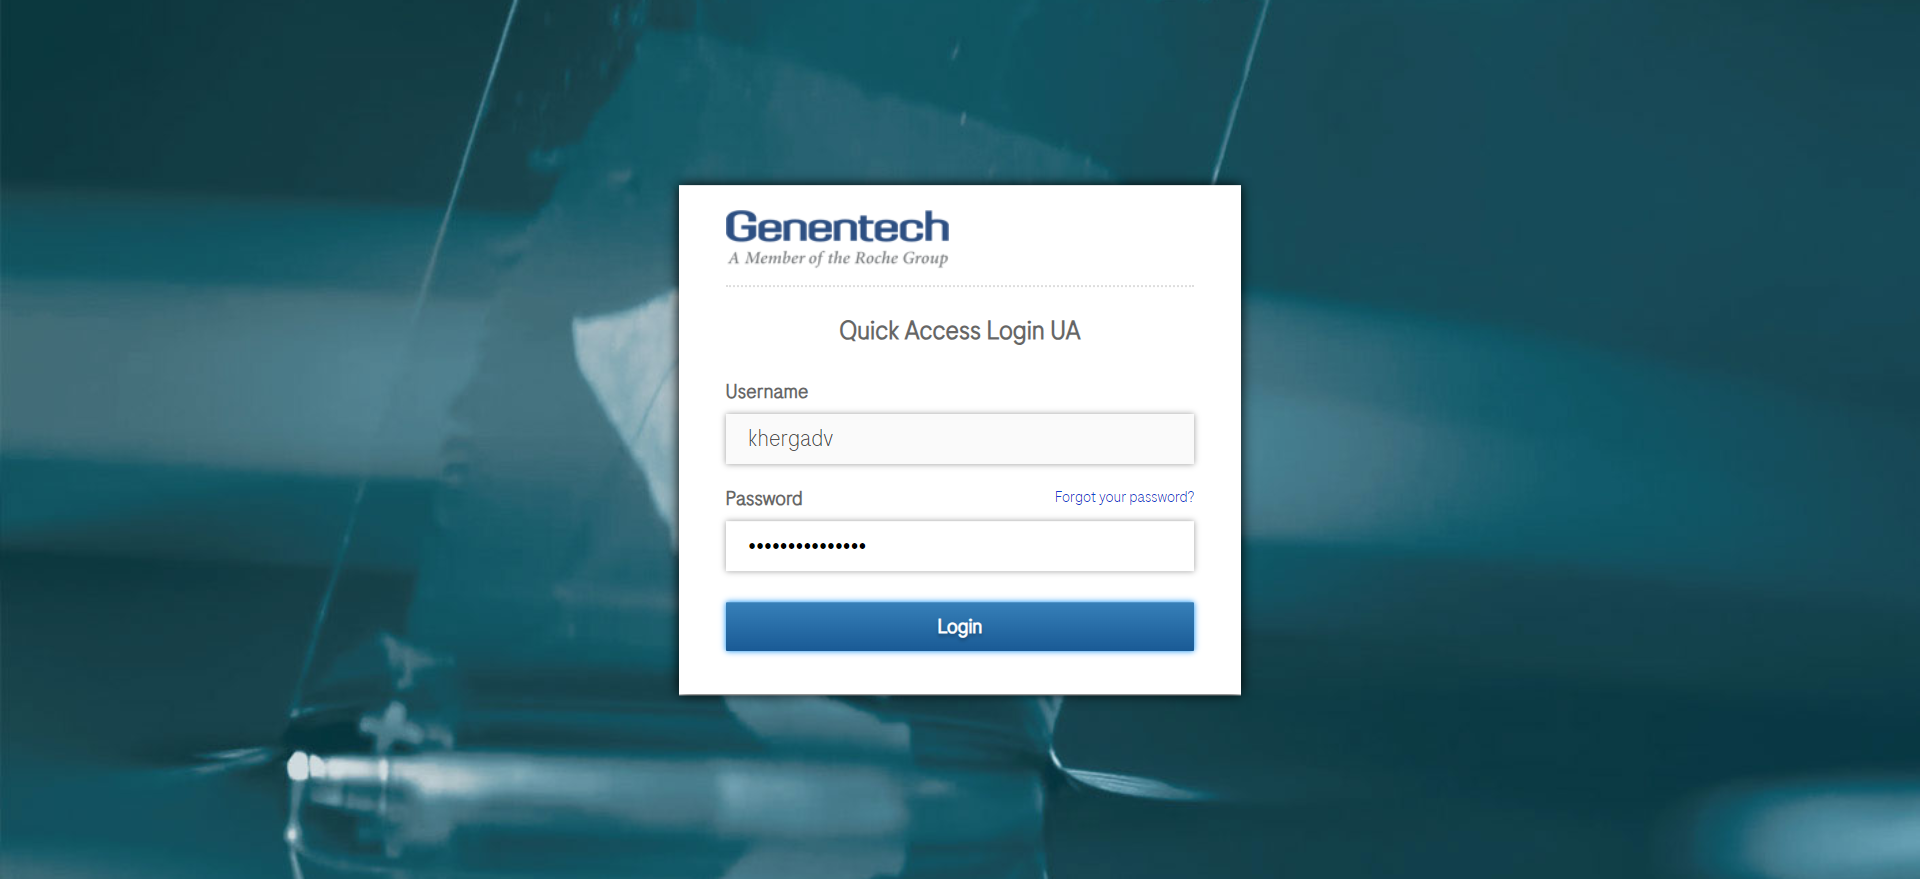 Genentech
A Member of the Roche Group
Quick Access Login UA
Username
khergadv
Password
Forgot your password?
•••••••••••••••
Login